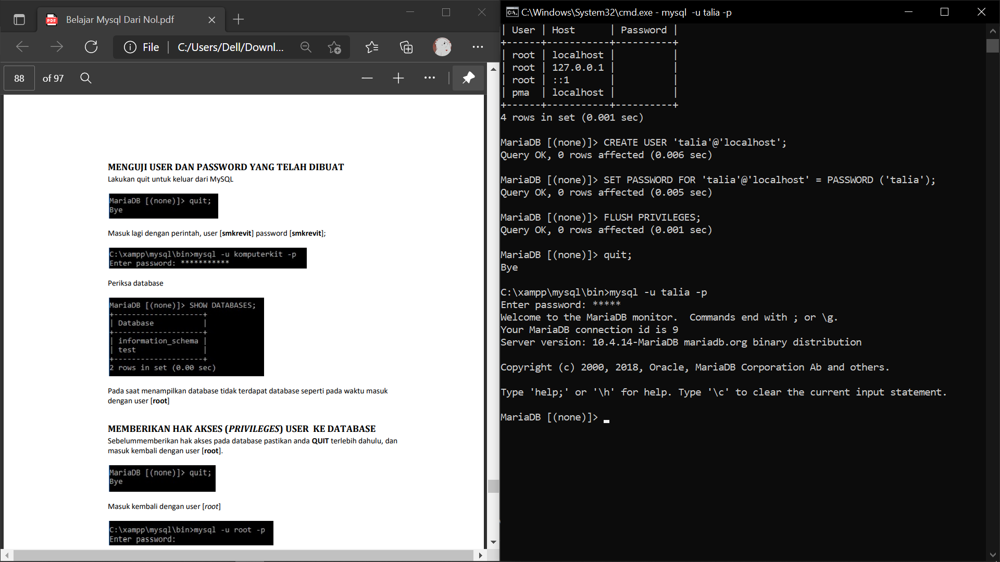 Belajar Mysql Dari Nol.pdf
PDF
File
C:/Users/Dell/Downl...
88
of 97
MENGUJI USER DAN PASSWORD YANG TELAH DIBUAT
Lakukan quit untuk keluar dari MySQL
MariaDB [(none)]> quit;
Bye
Masuk lagi dengan perintah, user [smkrevit] password [smkrevit];
C:\xampp\mysql\bin>mysql -u komputerkit -p
Enter password: ***********
Periksa database
MariaDB [(none)]> SHOW DATABASES;
+--------------------+
| Database           |
+--------------------+
| information_schema |
| test               |
+--------------------+
2 rows in set (0.00 sec)
Pada saat menampilkan database tidak terdapat database seperti pada waktu masuk
dengan user [root]
MEMBERIKAN HAK AKSES (PRIVILEGES) USER  KE DATABASE
Sebelummemberikan hak akses pada database pastikan anda QUIT terlebih dahulu, dan
masuk kembali dengan user [root].
MariaDB [(none)]> quit;
Bye
Masuk kembali dengan user [root]
C:\xampp\mysql\bin>mysql -u root -p
Enter password:
C:\Windows\System32\cmd.exe - mysql  -u talia -p
| User | Host      | Password |
+------+-----------+----------+
| root | localhost |          |
| root | 127.0.0.1 |          |
| root | ::1       |          |
| pma  | localhost |          |
+------+-----------+----------+
4 rows in set (0.001 sec)
MariaDB [(none)]> CREATE USER 'talia'@'localhost';
Query OK, 0 rows affected (0.006 sec)
MariaDB [(none)]> SET PASSWORD FOR 'talia'@'localhost' = PASSWORD ('talia');
Query OK, 0 rows affected (0.005 sec)
MariaDB [(none)]> FLUSH PRIVILEGES;
Query OK, 0 rows affected (0.001 sec)
MariaDB [(none)]> quit;
Bye
C:\xampp\mysql\bin>mysql -u talia -p
Enter password: *****
Welcome to the MariaDB monitor.  Commands end with ; or \g.
Your MariaDB connection id is 9
Server version: 10.4.14-MariaDB mariadb.org binary distribution
Copyright (c) 2000, 2018, Oracle, MariaDB Corporation Ab and others.
Type 'help;' or '\h' for help. Type '\c' to clear the current input statement.
MariaDB [(none)]>